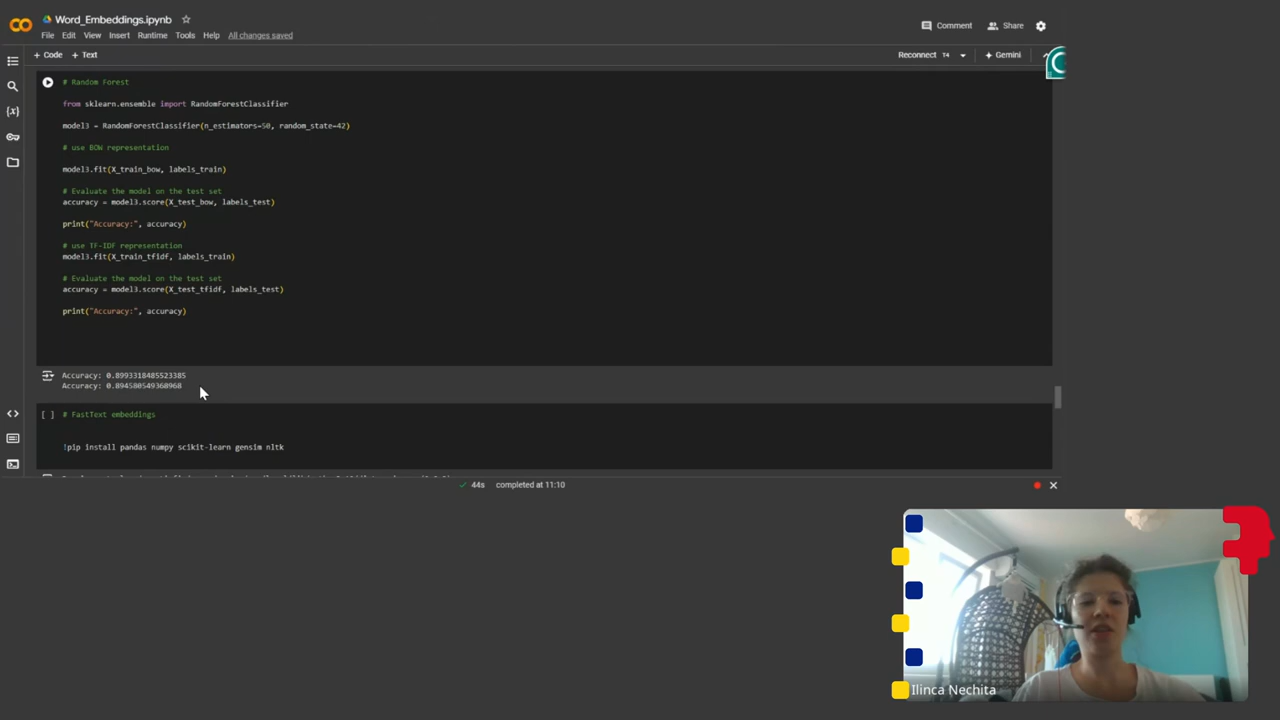 Word_Embeddings.ipynb
File Edit View Insert Runtime Tools Help All changes saved
Comment Share
+ Code + Text
Reconnect T4 Gemini
# Random Forest
from sklearn.ensemble import RandomForestClassifier
model3 = RandomForestClassifier(n_estimators=50, random_state=42)
# use BOW representation
model3.fit(X_train_bow, labels_train)
# Evaluate the model on the test set
accuracy = model3.score(X_test_bow, labels_test)
print("Accuracy:", accuracy)
# use TF-IDF representation
model3.fit(X_train_tfidf, labels_train)
# Evaluate the model on the test set
accuracy = model3.score(X_test_tfidf, labels_test)
print("Accuracy:", accuracy)
Accuracy: 0.8993318485523385
Accuracy: 0.894580549368968
[ ] # FastText embeddings
!pip install pandas numpy scikit-learn gensim nltk
44s completed at 11:10
Ilinca Nechita